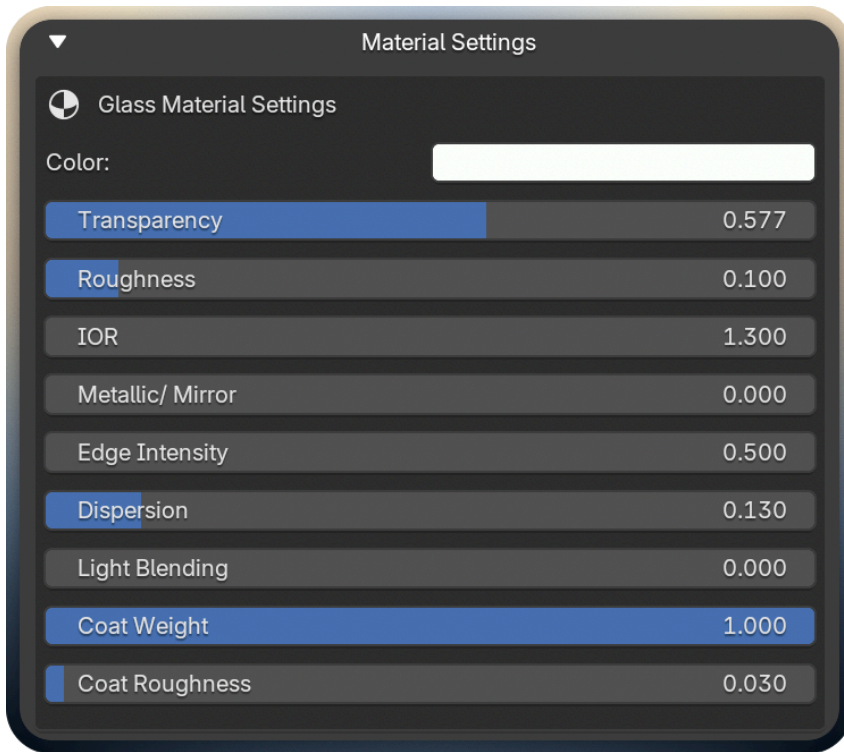 Material Settings
Glass Material Settings
Color:
Transparency 0.577
Roughness 0.100
IOR 1.300
Metallic/ Mirror 0.000
Edge Intensity 0.500
Dispersion 0.130
Light Blending 0.000
Coat Weight 1.000
Coat Roughness 0.030